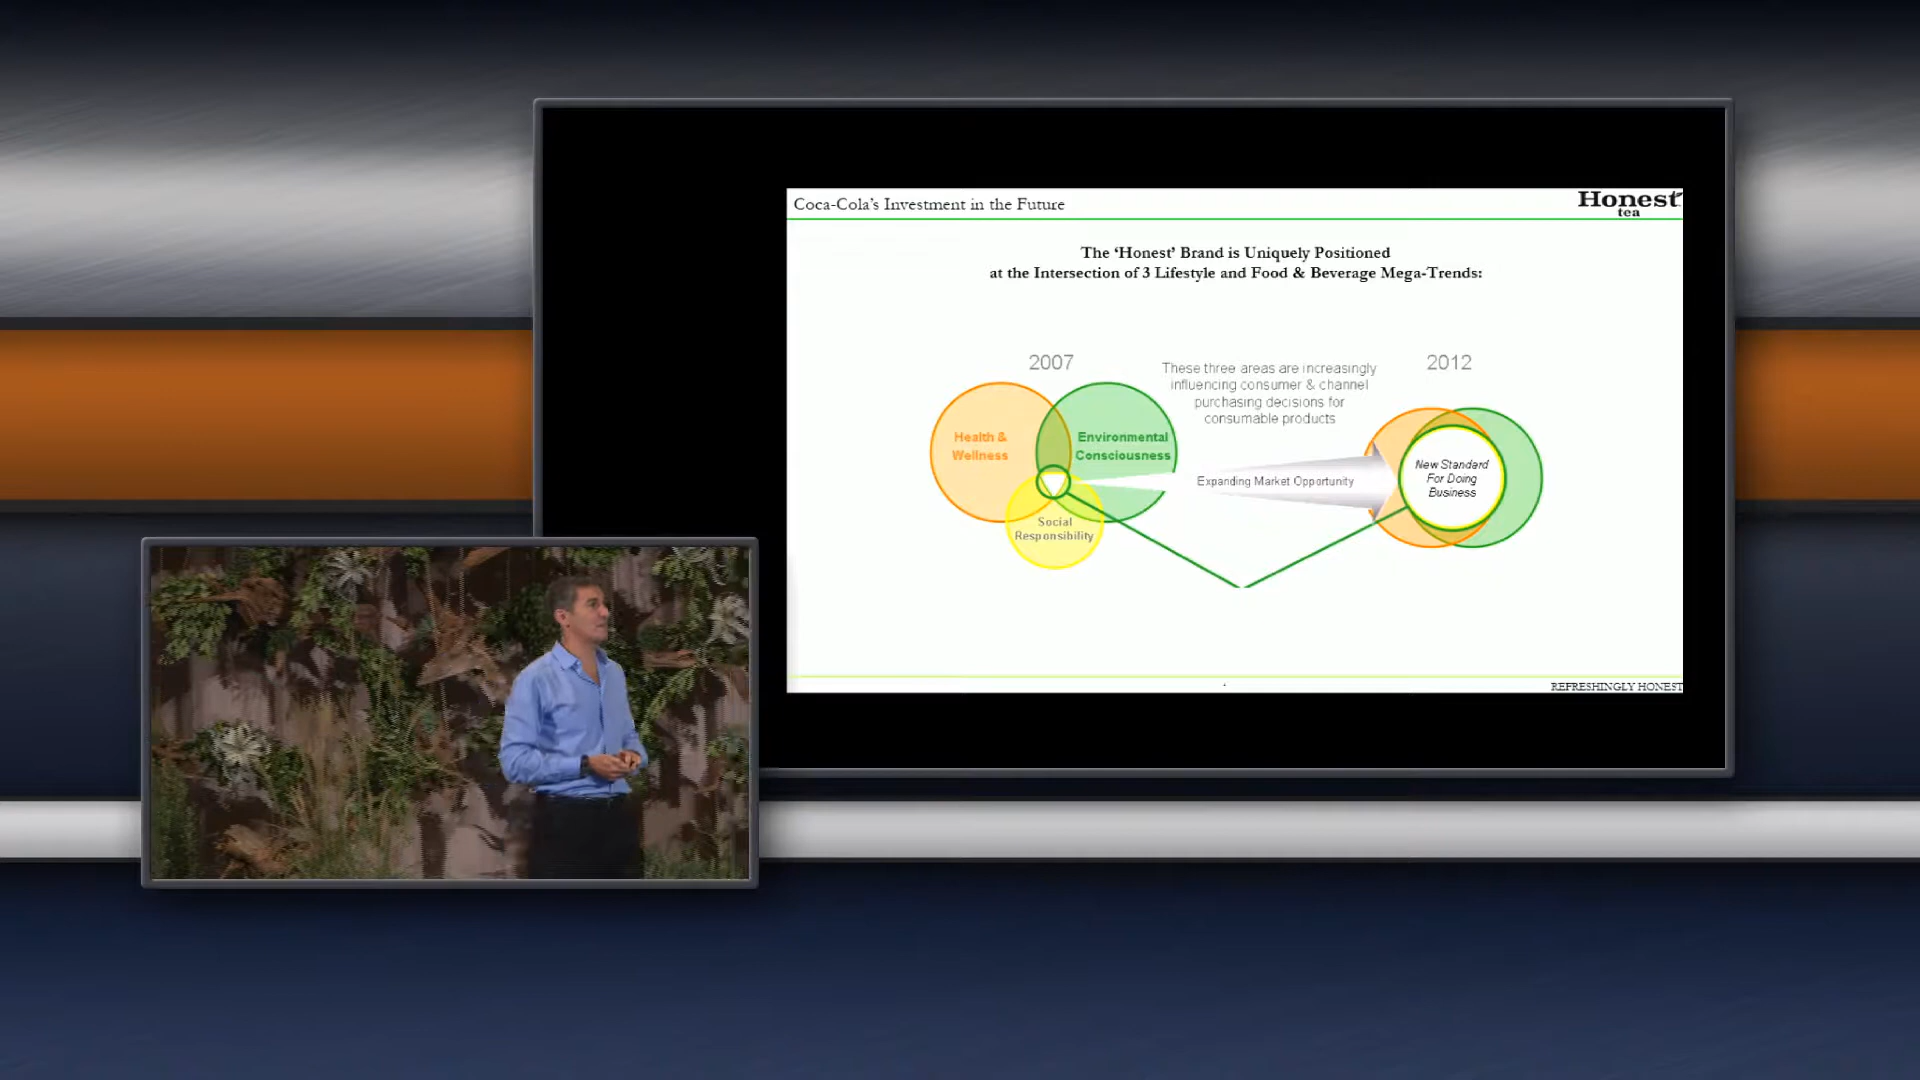 Coca-Cola's Investment in the Future
Honest
tea
The 'Honest' Brand is Uniquely Positioned
at the Intersection of 3 Lifestyle and Food & Beverage Mega-Trends:
2007
These three areas are increasingly
influencing consumer & channel
purchasing decisions for
consumable products
2012
Health &
Wellness
Environmental
Consciousness
Social
Responsibility
Expanding Market Opportunity
New Standard
For Doing
Business
REFRESHINGLY HONEST